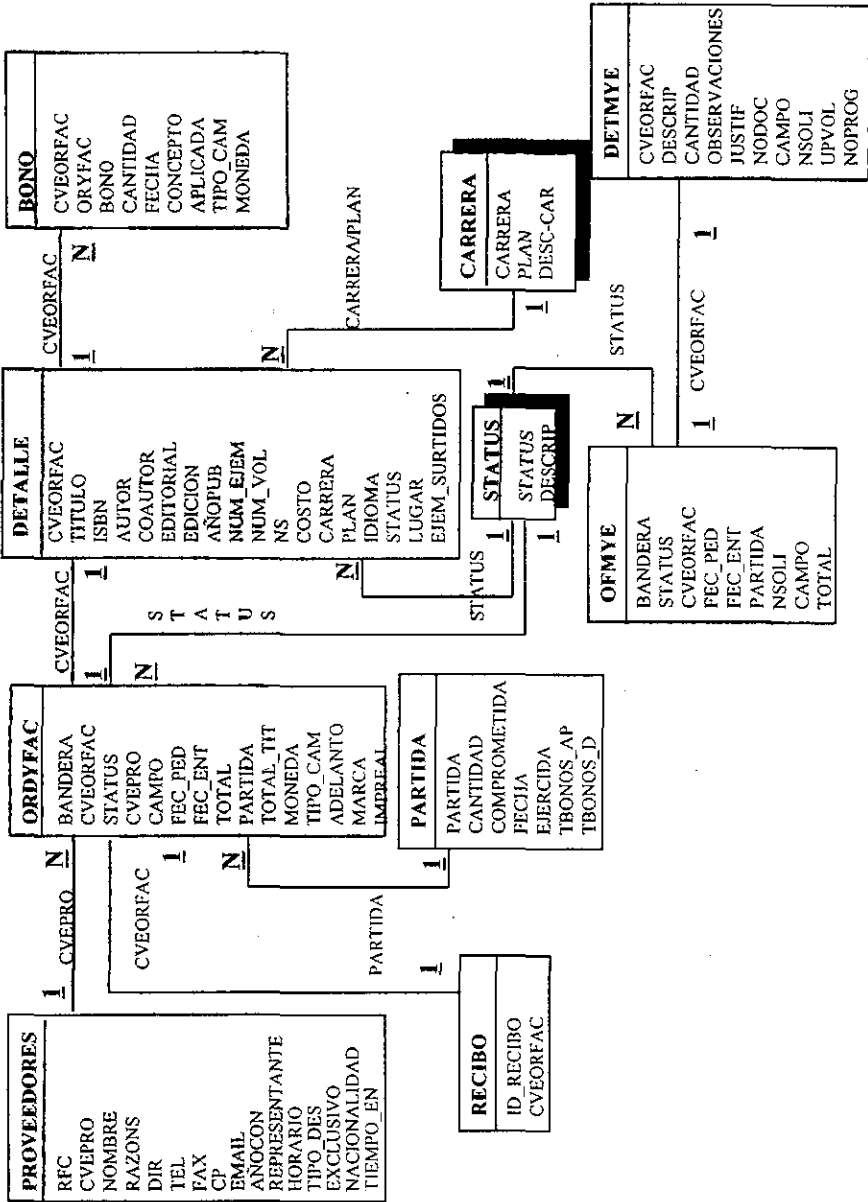 PROVEEDORES
RFC
CVEPRO
NOMBRE
RAZONS
DIR
TEL
FAX
CP
EMAIL
AÑOCON
REPRESENTANTE
HORARIO
TIPO_DES
EXCLUSIVO
NACIONALIDAD
TIEMPO_EN
1
CVEPRO
N
ORDYFAC
BANDERA
CVEORFAC
STATUS
CVEPRO
CAMPO
FEC_PED
FEC_ENT
TOTAL
PARTIDA
TOTAL_TIT
MONEDA
TIPO_CAM
ADELANTO
MARCA
IMPREAL
1
CVEORFAC
1
DETALLE
CVEORFAC
TITULO
ISBN
AUTOR
COAUTOR
EDITORIAL
EDICION
AÑOPUB
NUM_EJEM
NUM_VOL
NS
COSTO
CARRERA
PLAN
IDIOMA
STATUS
LUGAR
EJEM_SURTIDOS
1
CVEORFAC
N
BONO
CVEORFAC
ORYFAC
BONO
CANTIDAD
FECHA
CONCEPTO
APLICADA
TIPO_CAM
MONEDA
CVEORFAC
1
N
S
T
A
T
U
S
N
CARRERA/PLAN
N
PARTIDA
1
1
STATUS
1
1
1
STATUS
STATUS
DESCRIP
1
CARRERA
CARRERA
PLAN
DESC-CAR
RECIBO
ID_RECIBO
CVEORFAC
PARTIDA
PARTIDA
CANTIDAD
COMPROMETIDA
FECHA
EJERCIDA
TBONOS_AP
TBONOS_D
STATUS
N
OFMYE
BANDERA
STATUS
CVEORFAC
FEC_PED
FEC_ENT
PARTIDA
NSOLI
CAMPO
TOTAL
1
CVEORFAC
1
DETMYE
CVEORFAC
DESCRIP
CANTIDAD
OBSERVACIONES
JUSTIF
NODOC
CAMPO
NSOLI
UPVOL
NOPROG